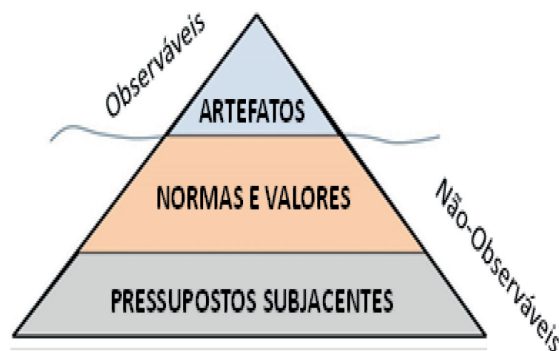 Observáveis
ARTEFATOS
NORMAS E VALORES
Não-Observáveis
PRESSUPOSTOS SUBJACENTES